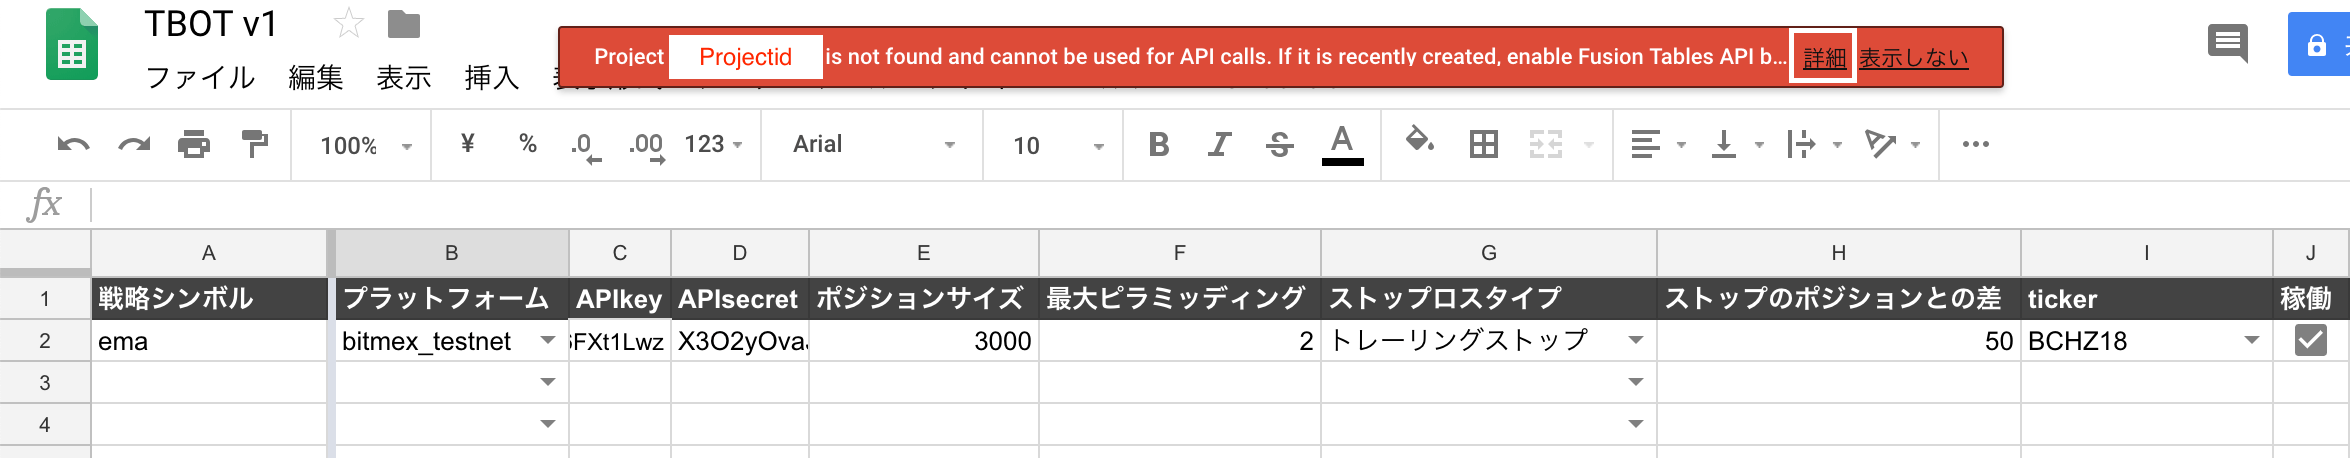 TBOT v1
Project Projectid is not found and cannot be used for API calls. If it is recently created, enable Fusion Tables API b... 詳細 表示しない
ファイル 編集 表示 挿入
100% ¥ % .0 .00 123 Arial 10 B I S A ...
fx
A B C D E F G H I J
1 戦略シンボル プラットフォーム APIkey APIsecret ポジションサイズ 最大ピラミッディング ストップロスタイプ ストップのポジションとの差 ticker 稼働
2 ema bitmex_testnet FXt1Lwz X3O2yOva 3000 2 トレーリングストップ 50 BCHZ18
3
4